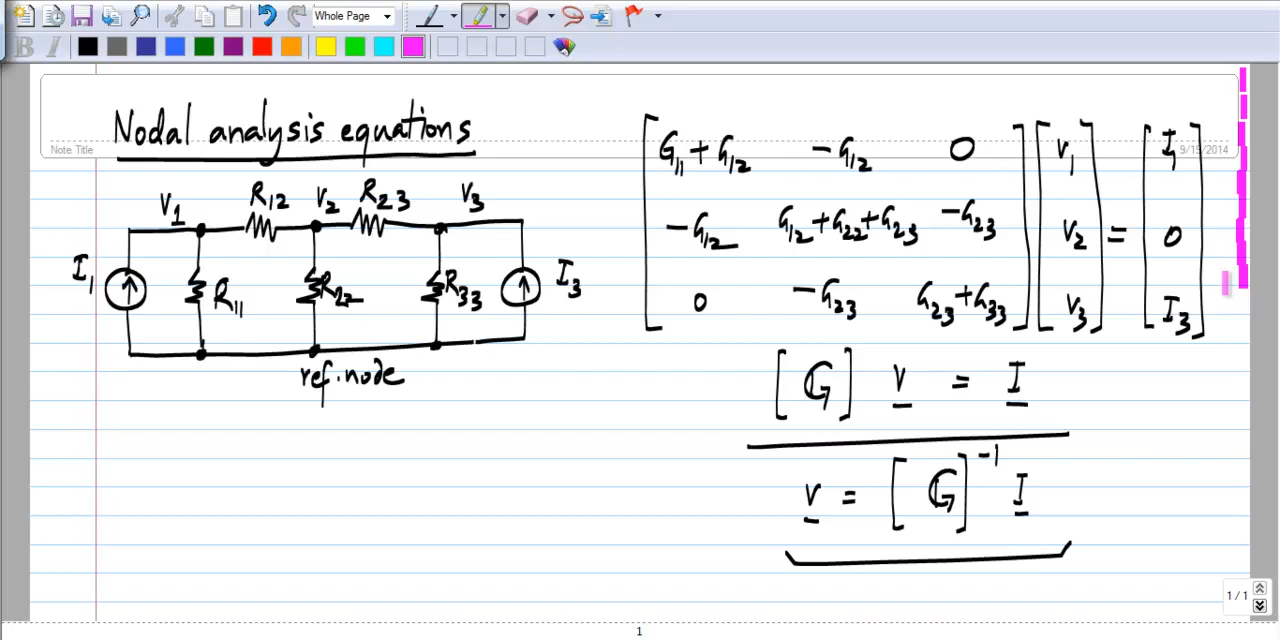 Whole Page
B I
Nodal analysis equations
Note Title
9/19/2014
V1 R12 V2 R23 V3
I1 R11 R22 R33 I3
ref. node
G11 + G12 -G12 0 V1 I1
-G12 G12 + G22 + G23 -G23 V2 = 0
0 -G23 G23 + G33 V3 I3
[G] V = I
V = [G]^-1 I
1 / 1
1